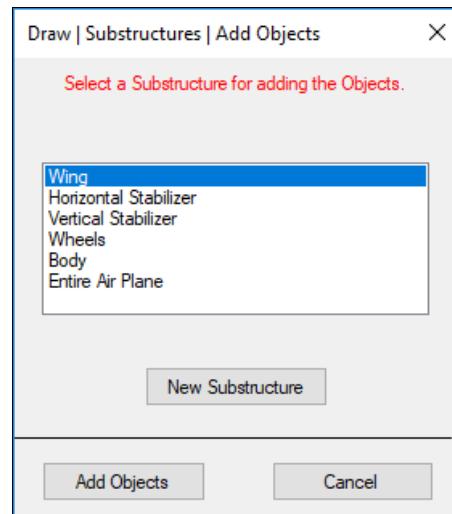 Draw | Substructures | Add Objects
Select a Substructure for adding the Objects.
Wing
Horizontal Stabilizer
Vertical Stabilizer
Wheels
Body
Entire Air Plane
New Substructure
Add Objects
Cancel